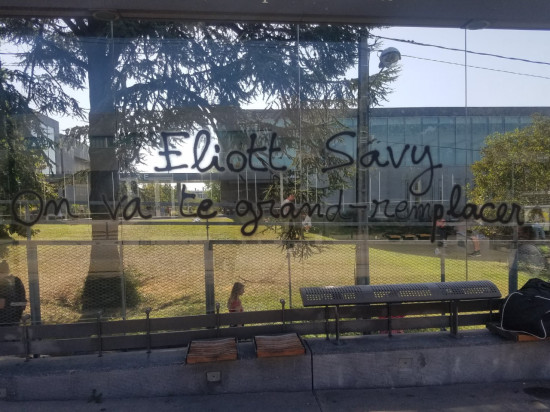 Eliott Savy
On va te grand-remplacer